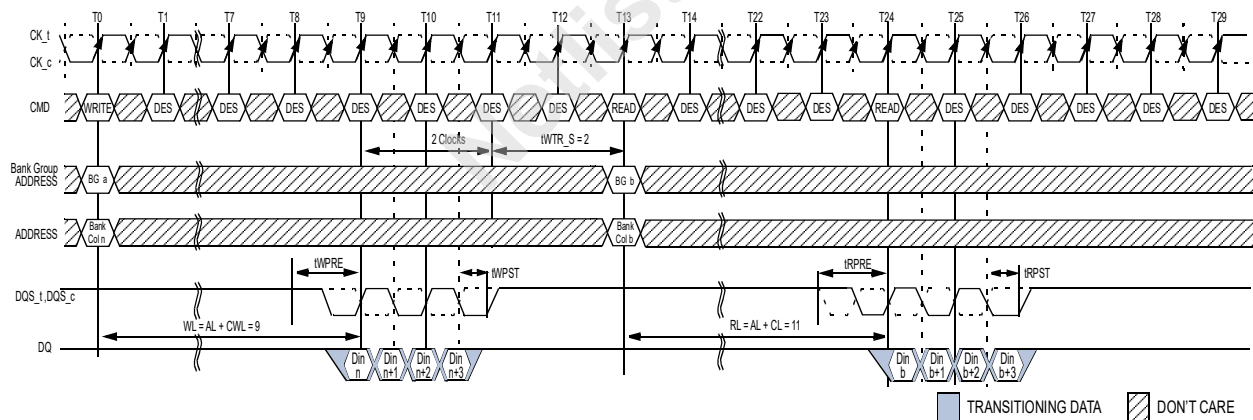 T0 T1 T7 T8 T9 T10 T11 T12 T13 T14 T22 T23 T24 T25 T26 T27 T28 T29
CK_t
CK_c
CMD WRITE DES DES DES DES DES DES DES READ DES DES DES READ DES DES DES DES DES
2 Clocks tWTR_S = 2
Bank Group
ADDRESS
BG a BG b
ADDRESS
Bank
Col n
Bank
Col b
tWPRE tWPST tRPRE tRPST
DQS_t,DQS_c
WL = AL + CWL = 9 RL = AL + CL = 11
DQ
Din
n
Din
n+1
Din
n+2
Din
n+3
Din
b
Din
b+1
Din
b+2
Din
b+3
TRANSITIONING DATA DON'T CARE